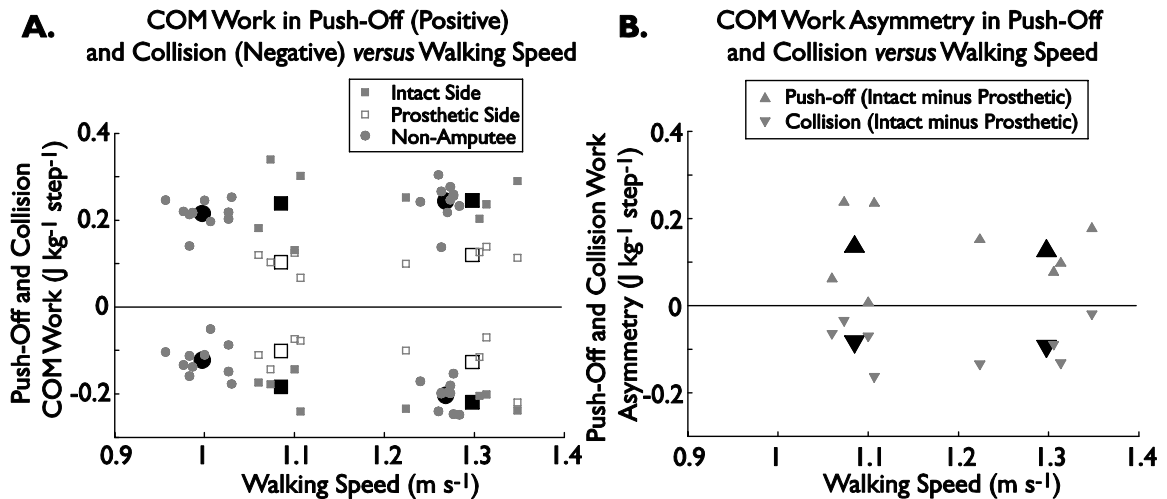 A.
COM Work in Push-Off (Positive)
and Collision (Negative) versus Walking Speed
Intact Side
Prosthetic Side
Non-Amputee
Push-Off and Collision
COM Work (J kg-1 step-1)
0.4
0.2
0
-0.2
0.9
1
1.1
1.2
1.3
1.4
Walking Speed (m s-1)
B.
COM Work Asymmetry in Push-Off
and Collision versus Walking Speed
Push-off (Intact minus Prosthetic)
Collision (Intact minus Prosthetic)
Push-Off and Collision Work
Asymmetry (J kg-1 step-1)
0.4
0.2
0
-0.2
0.9
1
1.1
1.2
1.3
1.4
Walking Speed (m s-1)